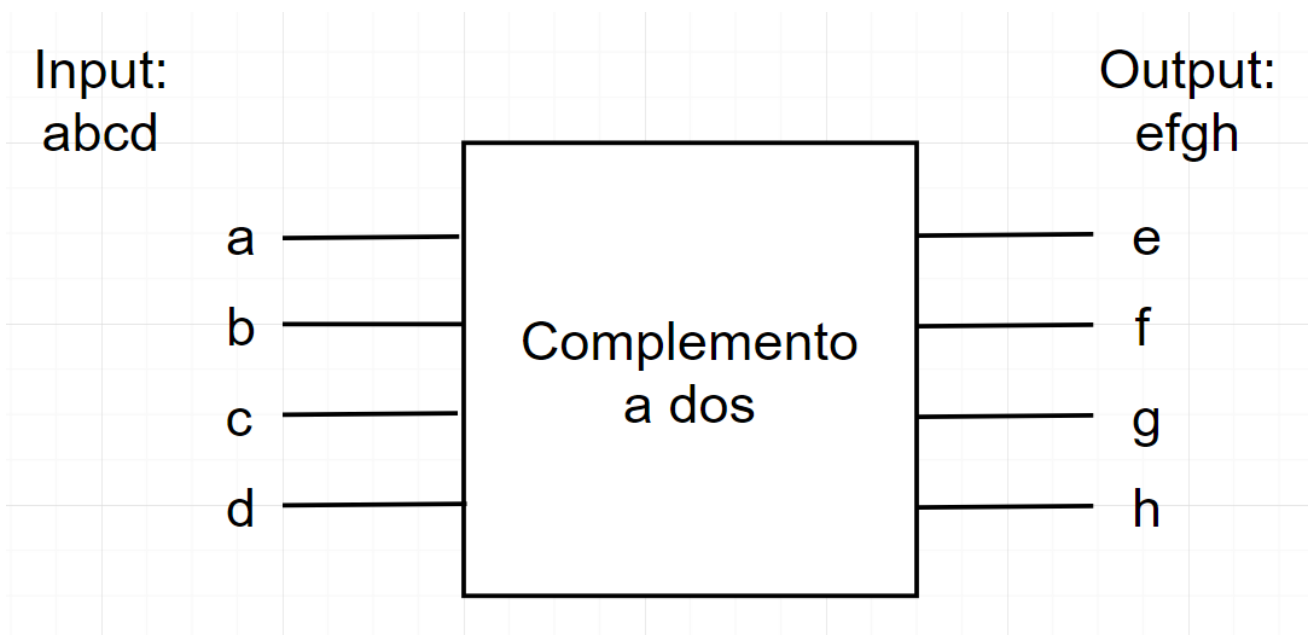 Input:
abcd
Output:
efgh
a
e
b
f
Complemento
a dos
c
g
d
h